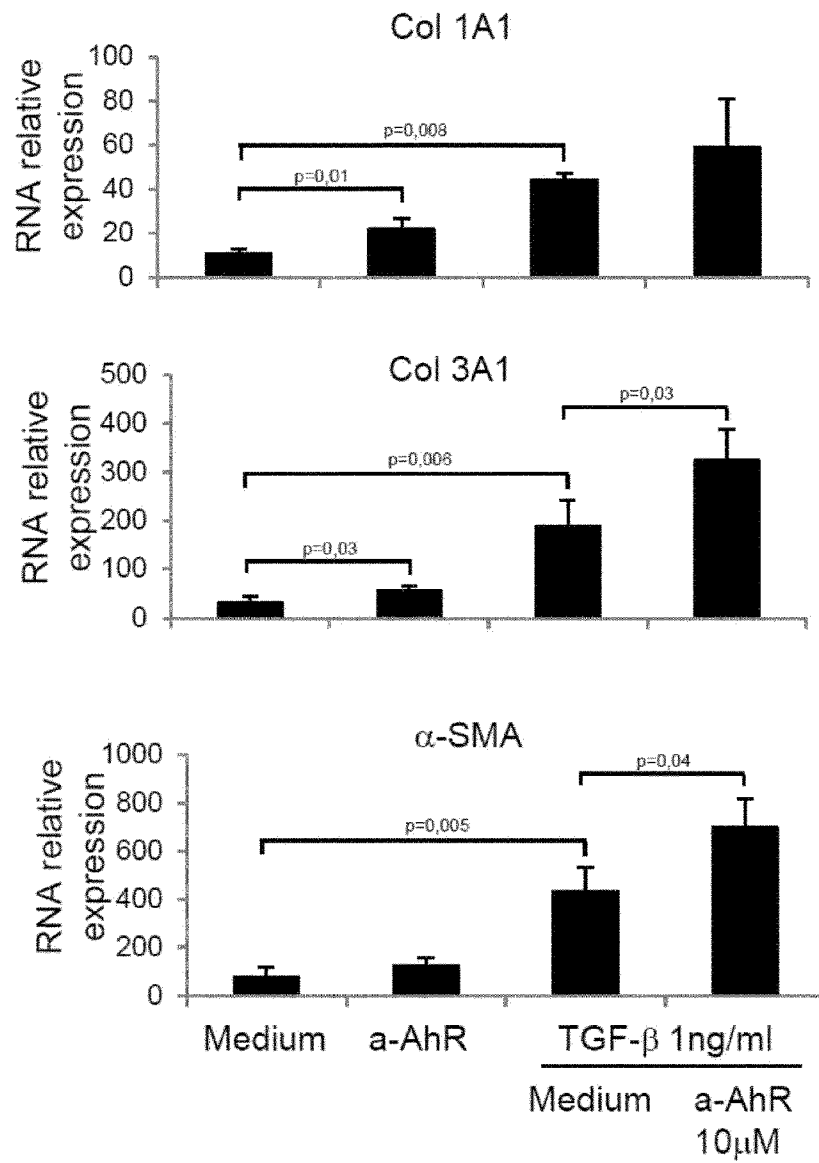 Col 1A1
RNA relative
expression
100
80
60
40
20
0
p=0,008
p=0,01
Col 3A1
RNA relative
expression
500
400
300
200
100
0
p=0,03
p=0,006
p=0,03
α-SMA
RNA relative
expression
1000
800
600
400
200
0
p=0,04
p=0,005
Medium a-AhR TGF-β 1ng/ml
Medium a-AhR
10μM